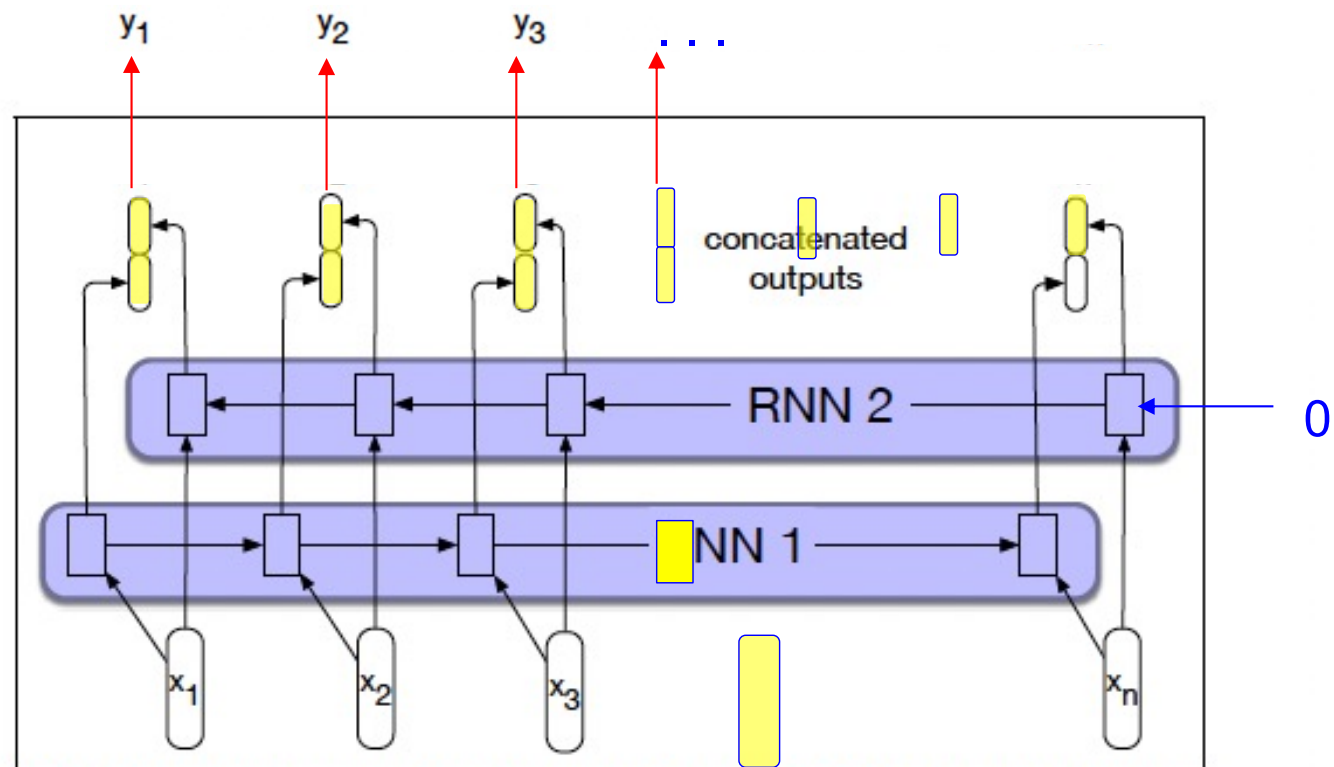 y1 y2 y3 . . .
concatenated
outputs
RNN 2 0
NN 1
x1 x2 x3 xn